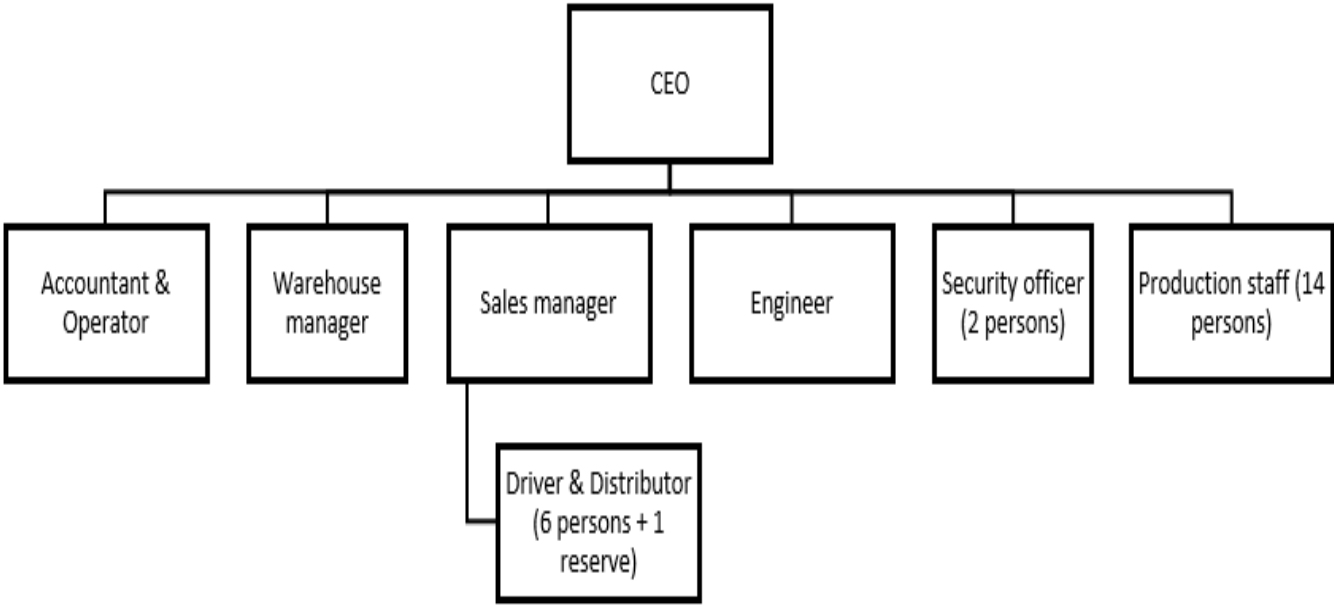 CEO
Accountant &
Operator
Warehouse
manager
Sales manager
Engineer
Security officer
(2 persons)
Production staff (14
persons)
Driver & Distributor
(6 persons + 1
reserve)